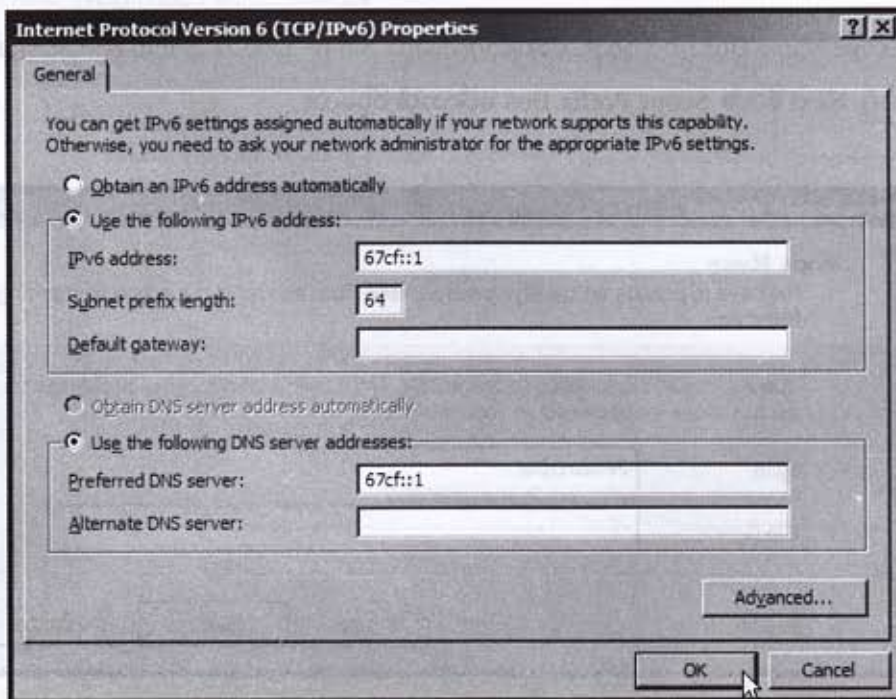 Internet Protocol Version 6 (TCP/IPv6) Properties
General
You can get IPv6 settings assigned automatically if your network supports this capability.
Otherwise, you need to ask your network administrator for the appropriate IPv6 settings.
Obtain an IPv6 address automatically
Use the following IPv6 address:
IPv6 address: 67cf::1
Subnet prefix length: 64
Default gateway:
Obtain DNS server address automatically
Use the following DNS server addresses:
Preferred DNS server: 67cf::1
Alternate DNS server:
Advanced...
OK Cancel